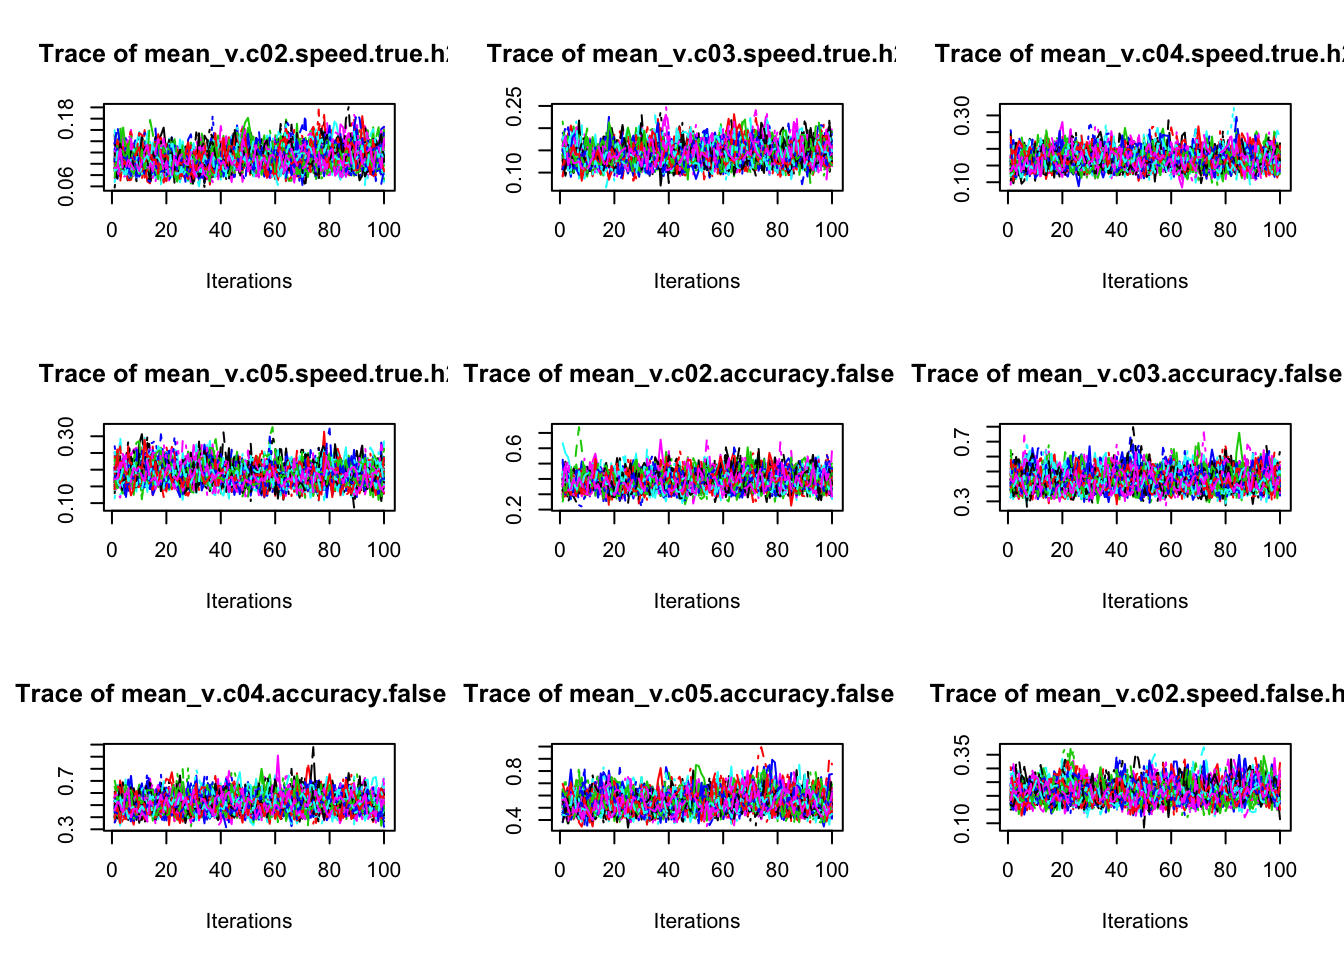 Trace of mean_v.c02.speed.true.h2
Trace of mean_v.c03.speed.true.h2
Trace of mean_v.c04.speed.true.h2
0.18
0.06
0 20 40 60 80 100
Iterations
0.25
0.10
0 20 40 60 80 100
Iterations
0.30
0.10
0 20 40 60 80 100
Iterations
Trace of mean_v.c05.speed.true.h2
Trace of mean_v.c02.accuracy.false
Trace of mean_v.c03.accuracy.false
0.30
0.10
0 20 40 60 80 100
Iterations
0.6
0.2
0 20 40 60 80 100
Iterations
0.7
0.3
0 20 40 60 80 100
Iterations
Trace of mean_v.c04.accuracy.false
Trace of mean_v.c05.accuracy.false
Trace of mean_v.c02.speed.false.h
0.7
0.3
0 20 40 60 80 100
Iterations
0.8
0.4
0 20 40 60 80 100
Iterations
0.35
0.10
0 20 40 60 80 100
Iterations